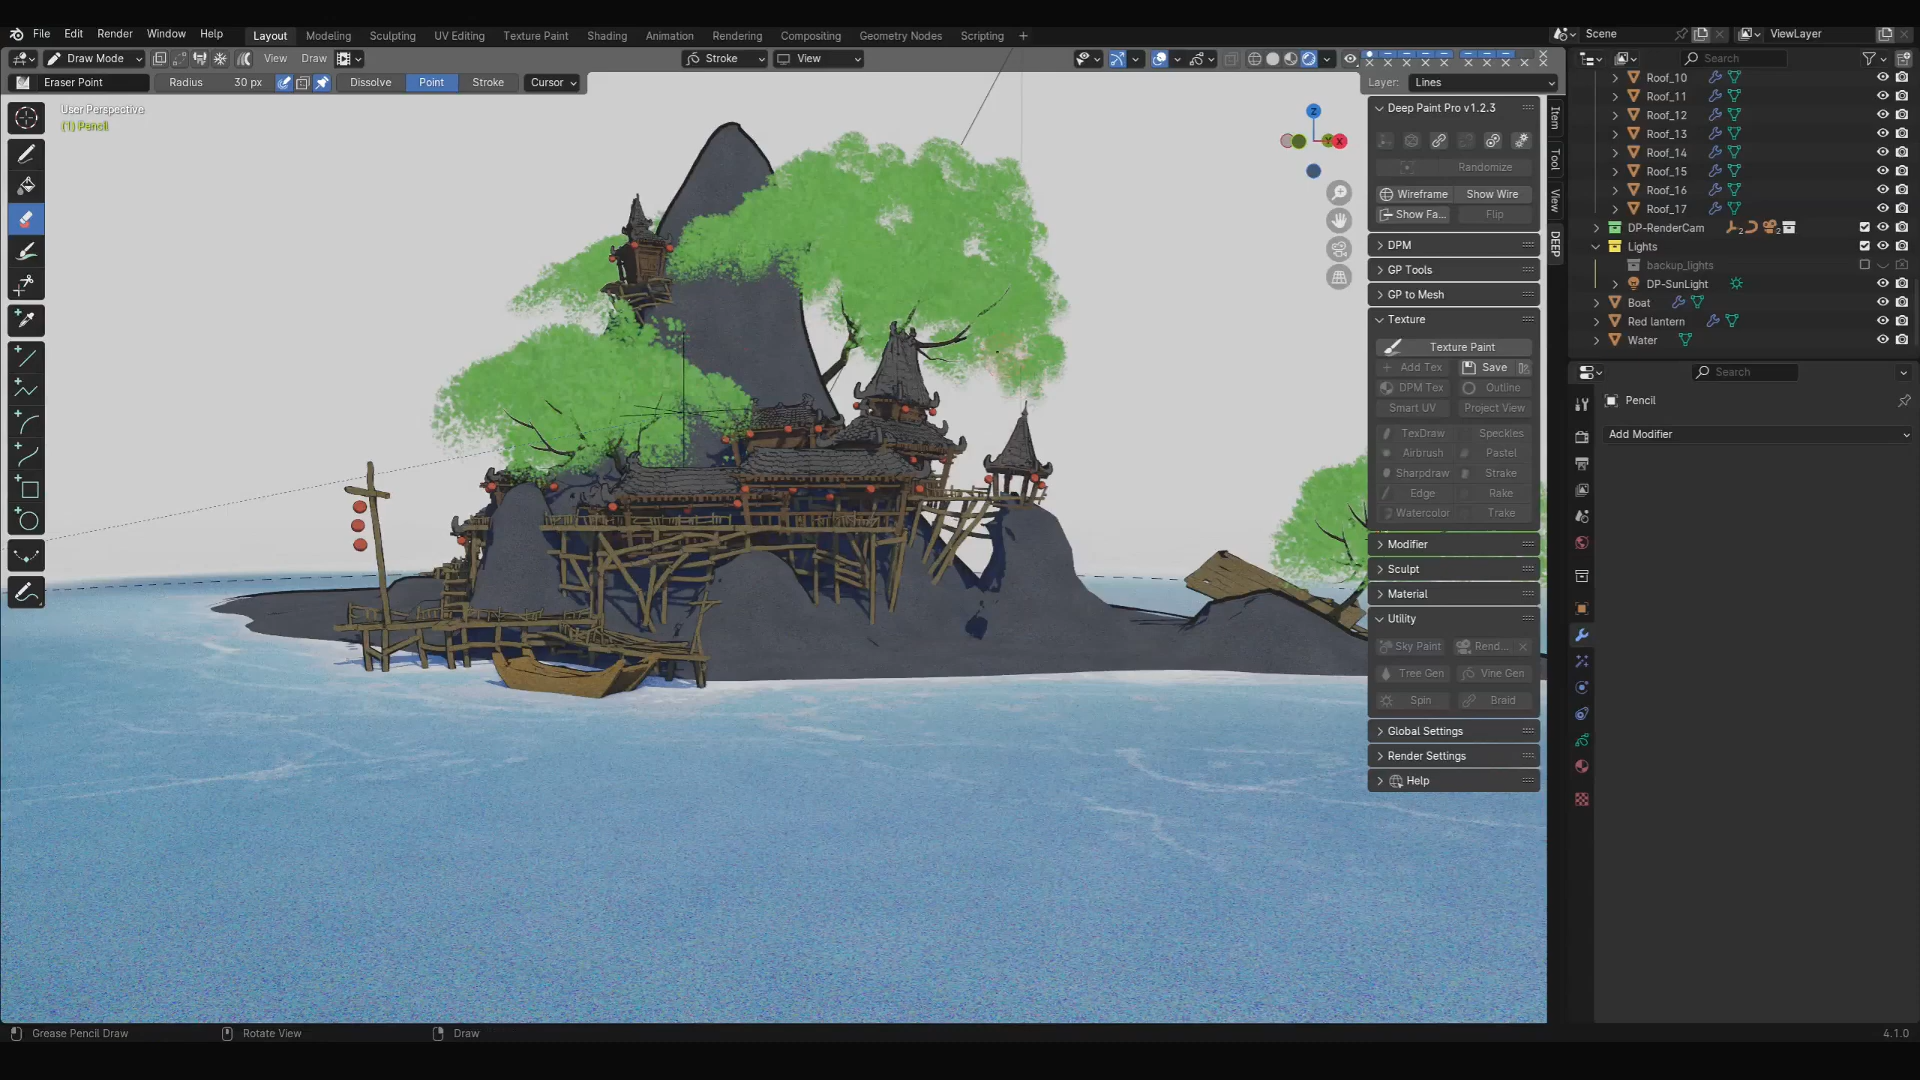 File Edit Render Window Help Layout Modeling Sculpting UV Editing Texture Paint Shading Animation Rendering Compositing Geometry Nodes Scripting + Scene ViewLayer
Draw Mode View Draw Stroke View Search
Eraser Point Radius 30 px Dissolve Point Stroke Cursor Layer: Lines
User Perspective
(1) Pencil
Z
Y X
Deep Paint Pro v1.2.3
Randomize
Wireframe Show Wire
Show Fa... Flip
DPM
GP Tools
GP to Mesh
Texture
Texture Paint
Add Tex Save
DPM Tex Outline
Smart UV Project View
TexDraw Speckles
Airbrush Pastel
Sharpdraw Strake
Edge Rake
Watercolor Trake
Modifier
Sculpt
Material
Utility
Sky Paint Rend...
Tree Gen Vine Gen
Spin Braid
Global Settings
Render Settings
Help
Item
Tool
View
DEEP
Roof_10
Roof_11
Roof_12
Roof_13
Roof_14
Roof_15
Roof_16
Roof_17
DP-RenderCam 2 2
Lights
backup_lights
DP-SunLight
Boat
Red lantern
Water
Search
Pencil
Add Modifier
Grease Pencil Draw Rotate View Draw 4.1.0